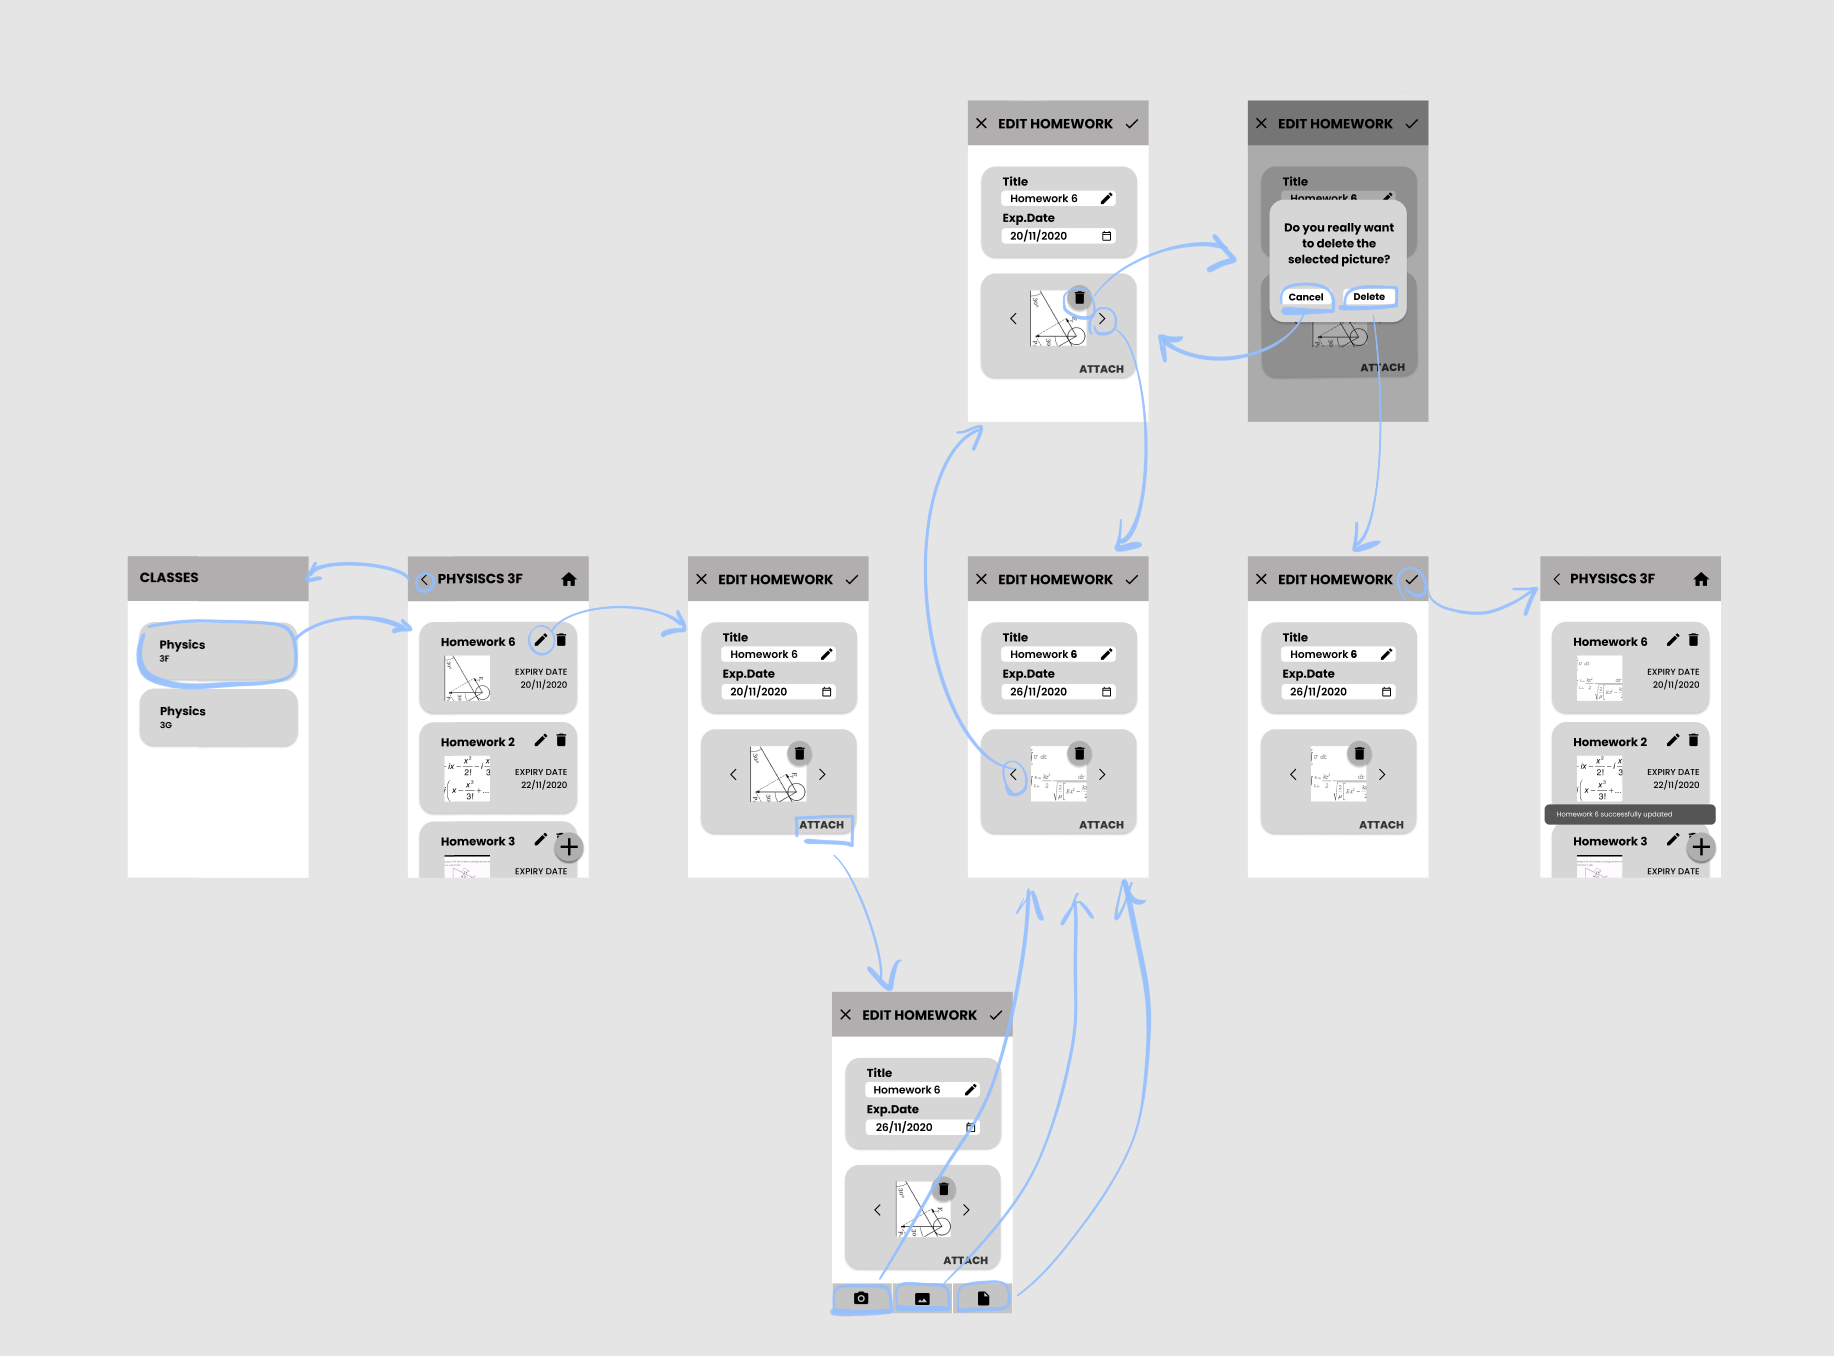 EDIT HOMEWORK
Title
Homework 6
Exp.Date
20/11/2020
ATTACH
EDIT HOMEWORK
Title
Homework 6
Do you really want
to delete the
selected picture?
Cancel
Delete
ATTACH
CLASSES
Physics
3F
Physics
3G
PHYSISCS 3F
Homework 6
EXPIRY DATE
20/11/2020
Homework 2
EXPIRY DATE
22/11/2020
Homework 3
EXPIRY DATE
EDIT HOMEWORK
Title
Homework 6
Exp.Date
20/11/2020
ATTACH
EDIT HOMEWORK
Title
Homework 6
Exp.Date
26/11/2020
ATTACH
EDIT HOMEWORK
Title
Homework 6
Exp.Date
26/11/2020
ATTACH
PHYSISCS 3F
Homework 6
EXPIRY DATE
20/11/2020
Homework 2
EXPIRY DATE
22/11/2020
Homework 6 successfully updated
Homework 3
EXPIRY DATE
EDIT HOMEWORK
Title
Homework 6
Exp.Date
26/11/2020
ATTACH